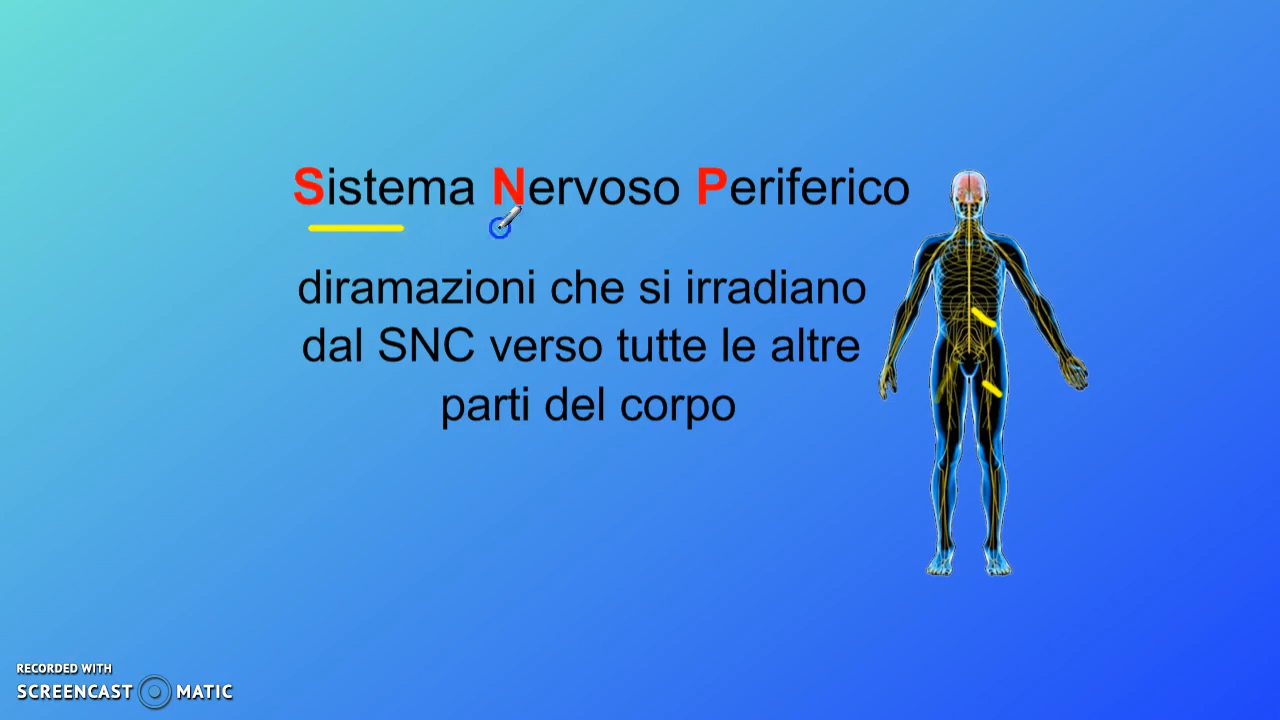 Sistema Nervoso Periferico
diramazioni che si irradiano
dal SNC verso tutte le altre
parti del corpo
RECORDED WITH
SCREENCAST MATIC